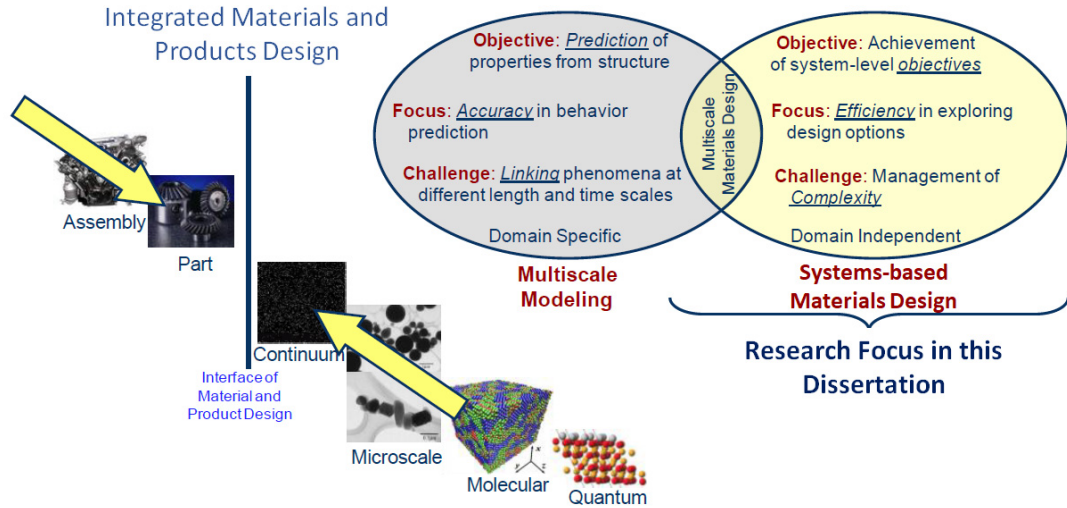 Integrated Materials and
Products Design
Assembly
Part
Continuum
Interface of
Material and
Product Design
Microscale
Molecular
Quantum
x
y
z
Objective: Prediction of
properties from structure
Focus: Accuracy in behavior
prediction
Challenge: Linking phenomena at
different length and time scales
Domain Specific
Multiscale
Modeling
Multiscale
Materials Design
Objective: Achievement
of system-level objectives
Focus: Efficiency in exploring
design options
Challenge: Management of
Complexity
Domain Independent
Systems-based
Materials Design
Research Focus in this
Dissertation